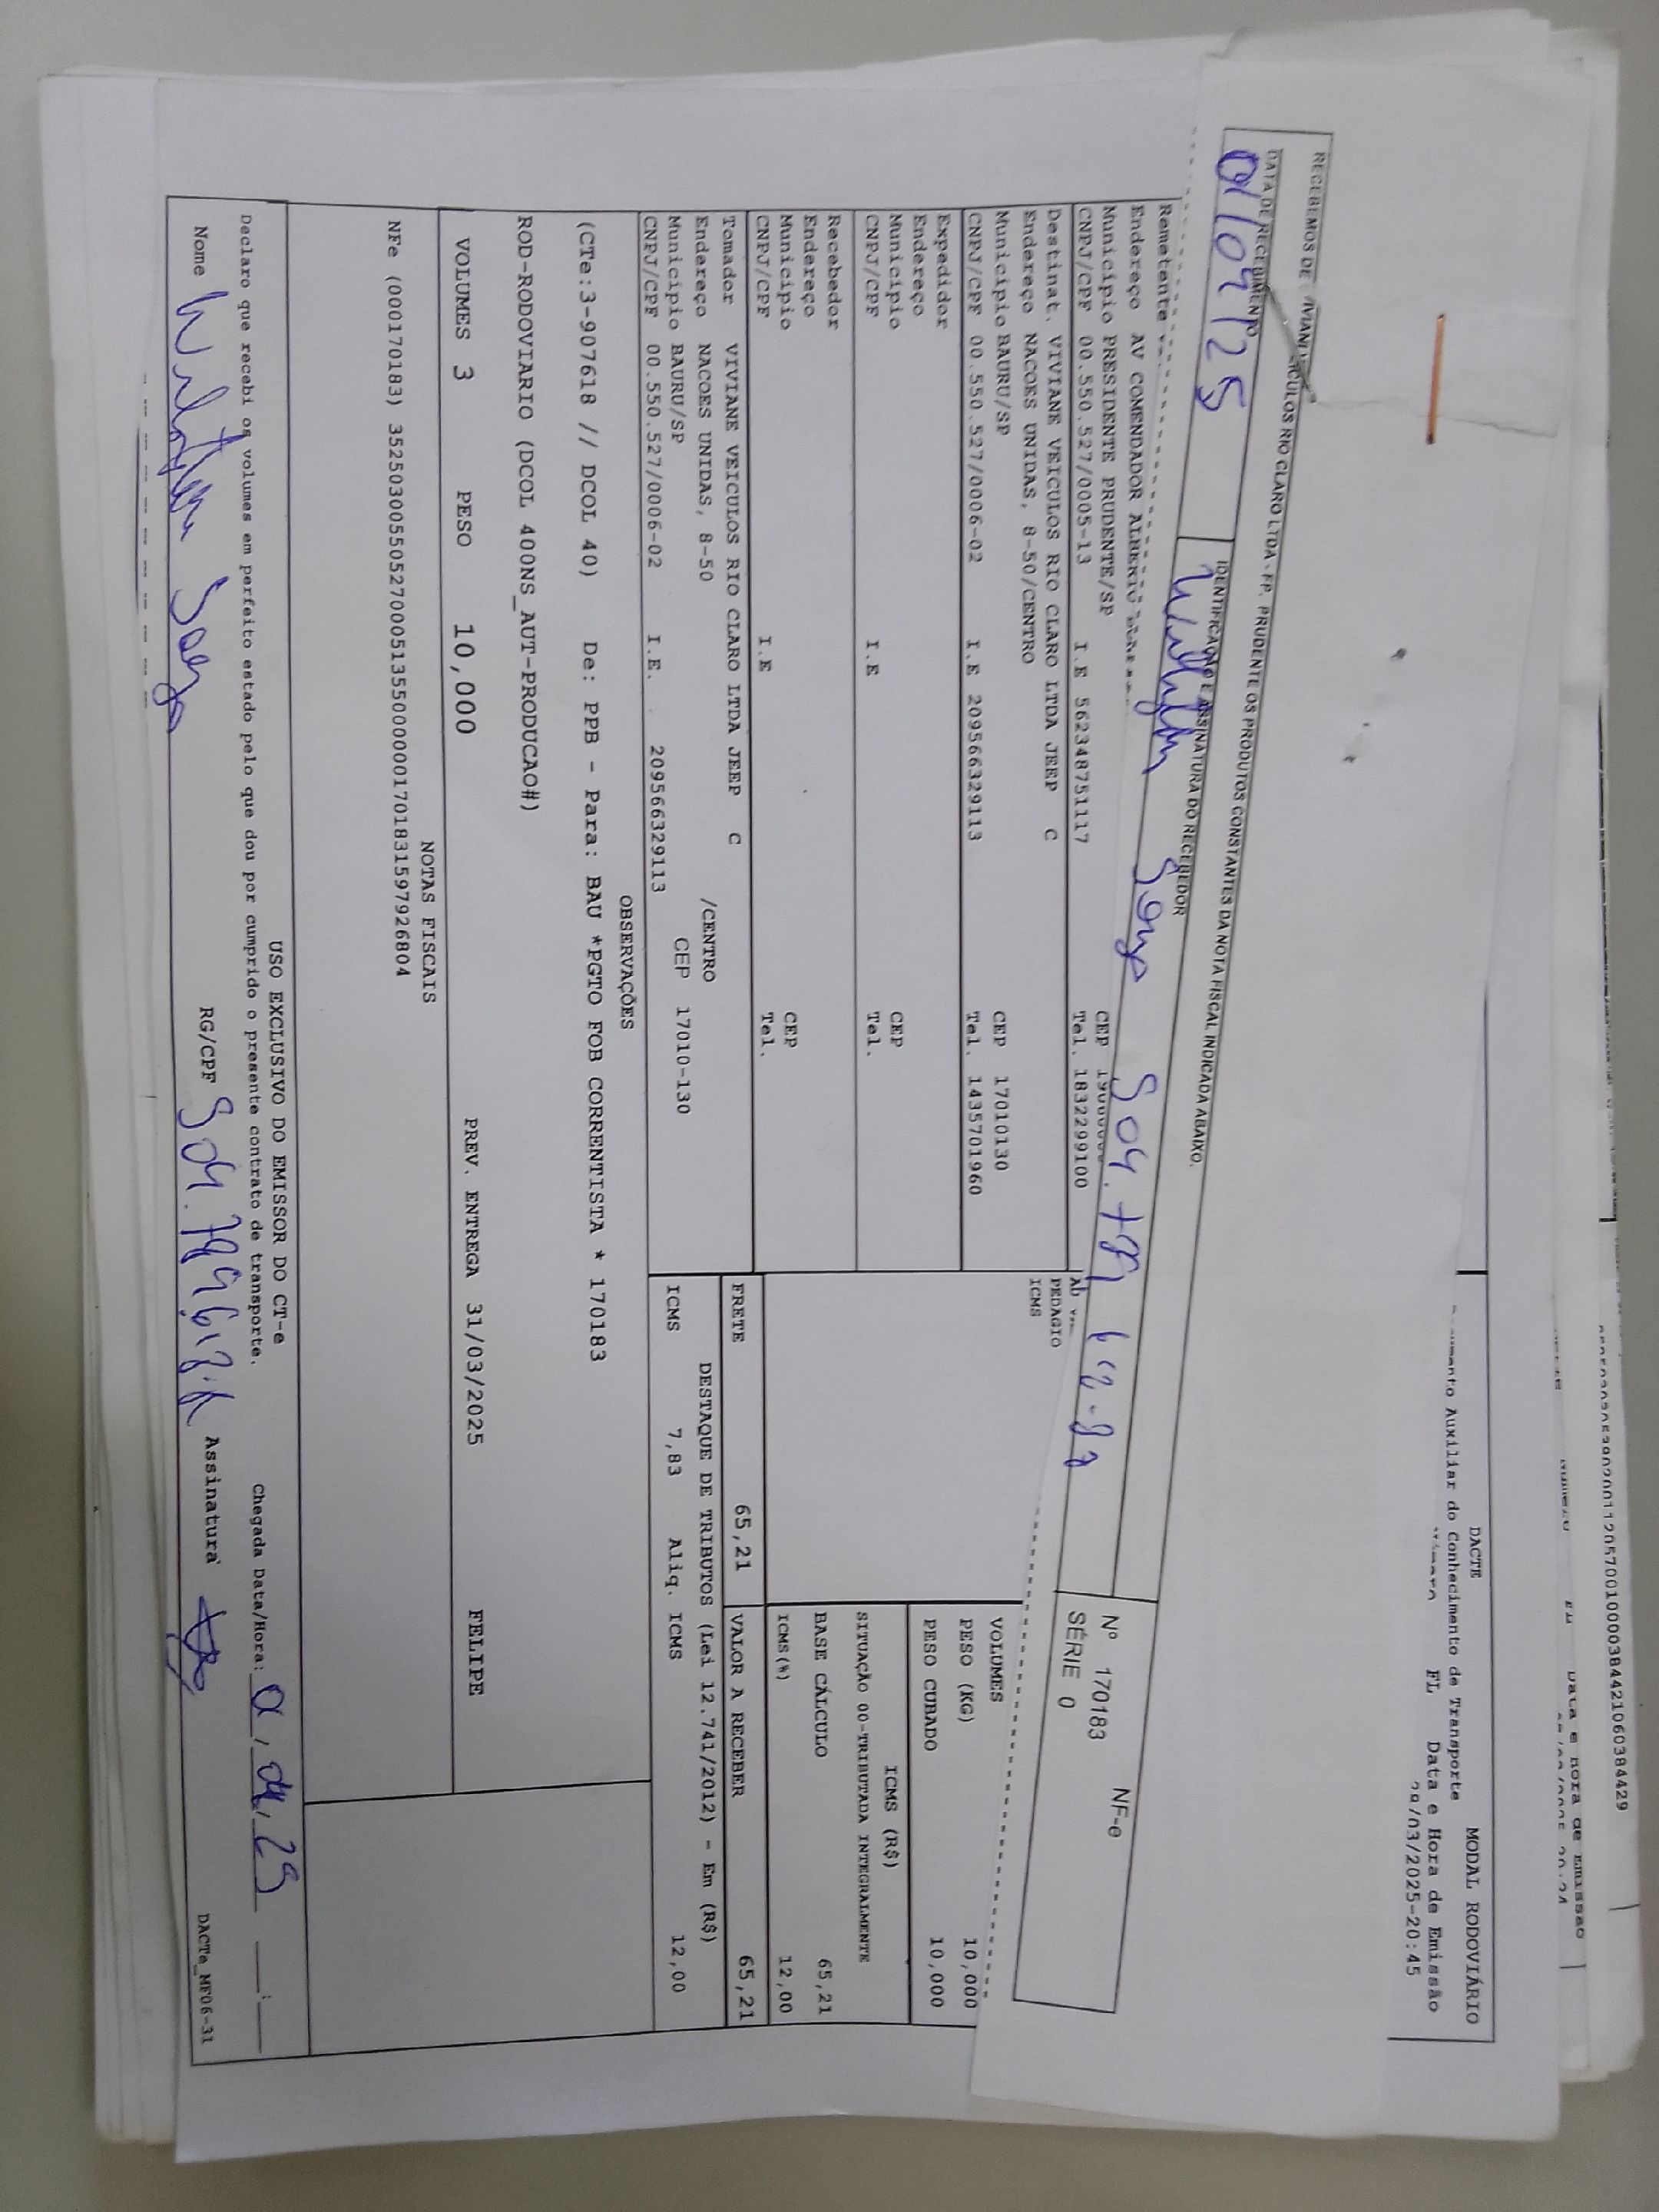 DACTE
MODAL RODOVIÁRIO
Auxiliar do Conhecimento de Transporte
FL Data e Hora de Emissão
/03/2025-20:45
RECEBEMOS DE RIO CLARO LTDA - PP. PRUDENTE OS PRODUTOS CONSTANTES DA NOTA FISCAL INDICADA ABAIXO.
DATA DE RECEBIMENTO
IDENTIFICAÇÃO E ASSINATURA DO RECEBEDOR
01/04/25
NF-e
Nº 170183
SÉRIE 0
Remetente
Endereço AV COMENDADOR
Município PRESIDENTE PRUDENTE/SP CEP
CNPJ/CPF 00.550.527/0005-13 I.E 562348751117 Tel. 1832299100
PEDAGIO
ICMS
Destinat. VIVIANE VEICULOS RIO CLARO LTDA JEEP C
Endereço NACOES UNIDAS, 8-50/CENTRO
Município BAURU/SP CEP 17010130
CNPJ/CPF 00.550.527/0006-02 I.E 209566329113 Tel. 1435701960
VOLUMES
PESO (KG) 10,000
PESO CUBADO 10,000
Expedidor
Endereço
Município CEP
CNPJ/CPF I.E Tel.
ICMS (R$)
SITUAÇÃO 00-TRIBUTADA INTEGRALMENTE
BASE CÁLCULO 65,21
ICMS(%) 12,00
Recebedor
Endereço
Município CEP
CNPJ/CPF I.E Tel.
FRETE 65,21 VALOR A RECEBER 65,21
Tomador VIVIANE VEICULOS RIO CLARO LTDA JEEP C
Endereço NACOES UNIDAS, 8-50 /CENTRO
Município BAURU/SP CEP 17010-130
CNPJ/CPF 00.550.527/0006-02 I.E. 209566329113
DESTAQUE DE TRIBUTOS (Lei 12.741/2012) - Em (R$)
ICMS 7,83 Aliq. ICMS 12,00
OBSERVAÇÕES
(CTe:3-907618 // DCOL 40) De: PPB - Para: BAU *PGTO FOB CORRENTISTA * 170183
ROD-RODOVIARIO (DCOL 400NS_AUT-PRODUCAO#)
VOLUMES 3 PESO 10,000 PREV. ENTREGA 31/03/2025 FELIPE
NOTAS FISCAIS
NFe (000170183) 35250300550527000513550000001701831597926804
USO EXCLUSIVO DO EMISSOR DO CT-e
Declaro que recebi os volumes em perfeito estado pelo que dou por cumprido o presente contrato de transporte. Chegada Data/Hora:
Nome RG/CPF Assinatura
DACTe_MF06-31